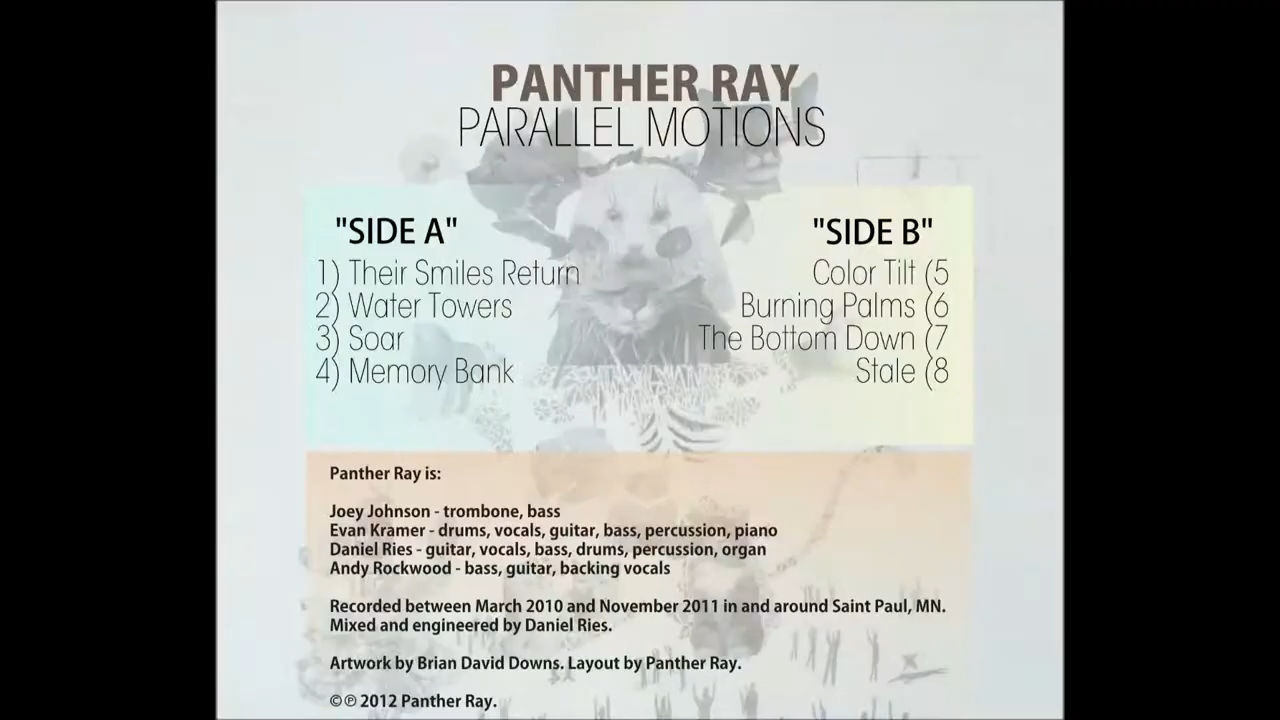 PANTHER RAY
PARALLEL MOTIONS
"SIDE A"
1) Their Smiles Return
2) Water Towers
3) Soar
4) Memory Bank
"SIDE B"
Color Tilt (5
Burning Palms (6
The Bottom Down (7
Stale (8
Panther Ray is:
Joey Johnson - trombone, bass
Evan Kramer - drums, vocals, guitar, bass, percussion, piano
Daniel Ries - guitar, vocals, bass, drums, percussion, organ
Andy Rockwood - bass, guitar, backing vocals
Recorded between March 2010 and November 2011 in and around Saint Paul, MN.
Mixed and engineered by Daniel Ries.
Artwork by Brian David Downs. Layout by Panther Ray.
©℗ 2012 Panther Ray.